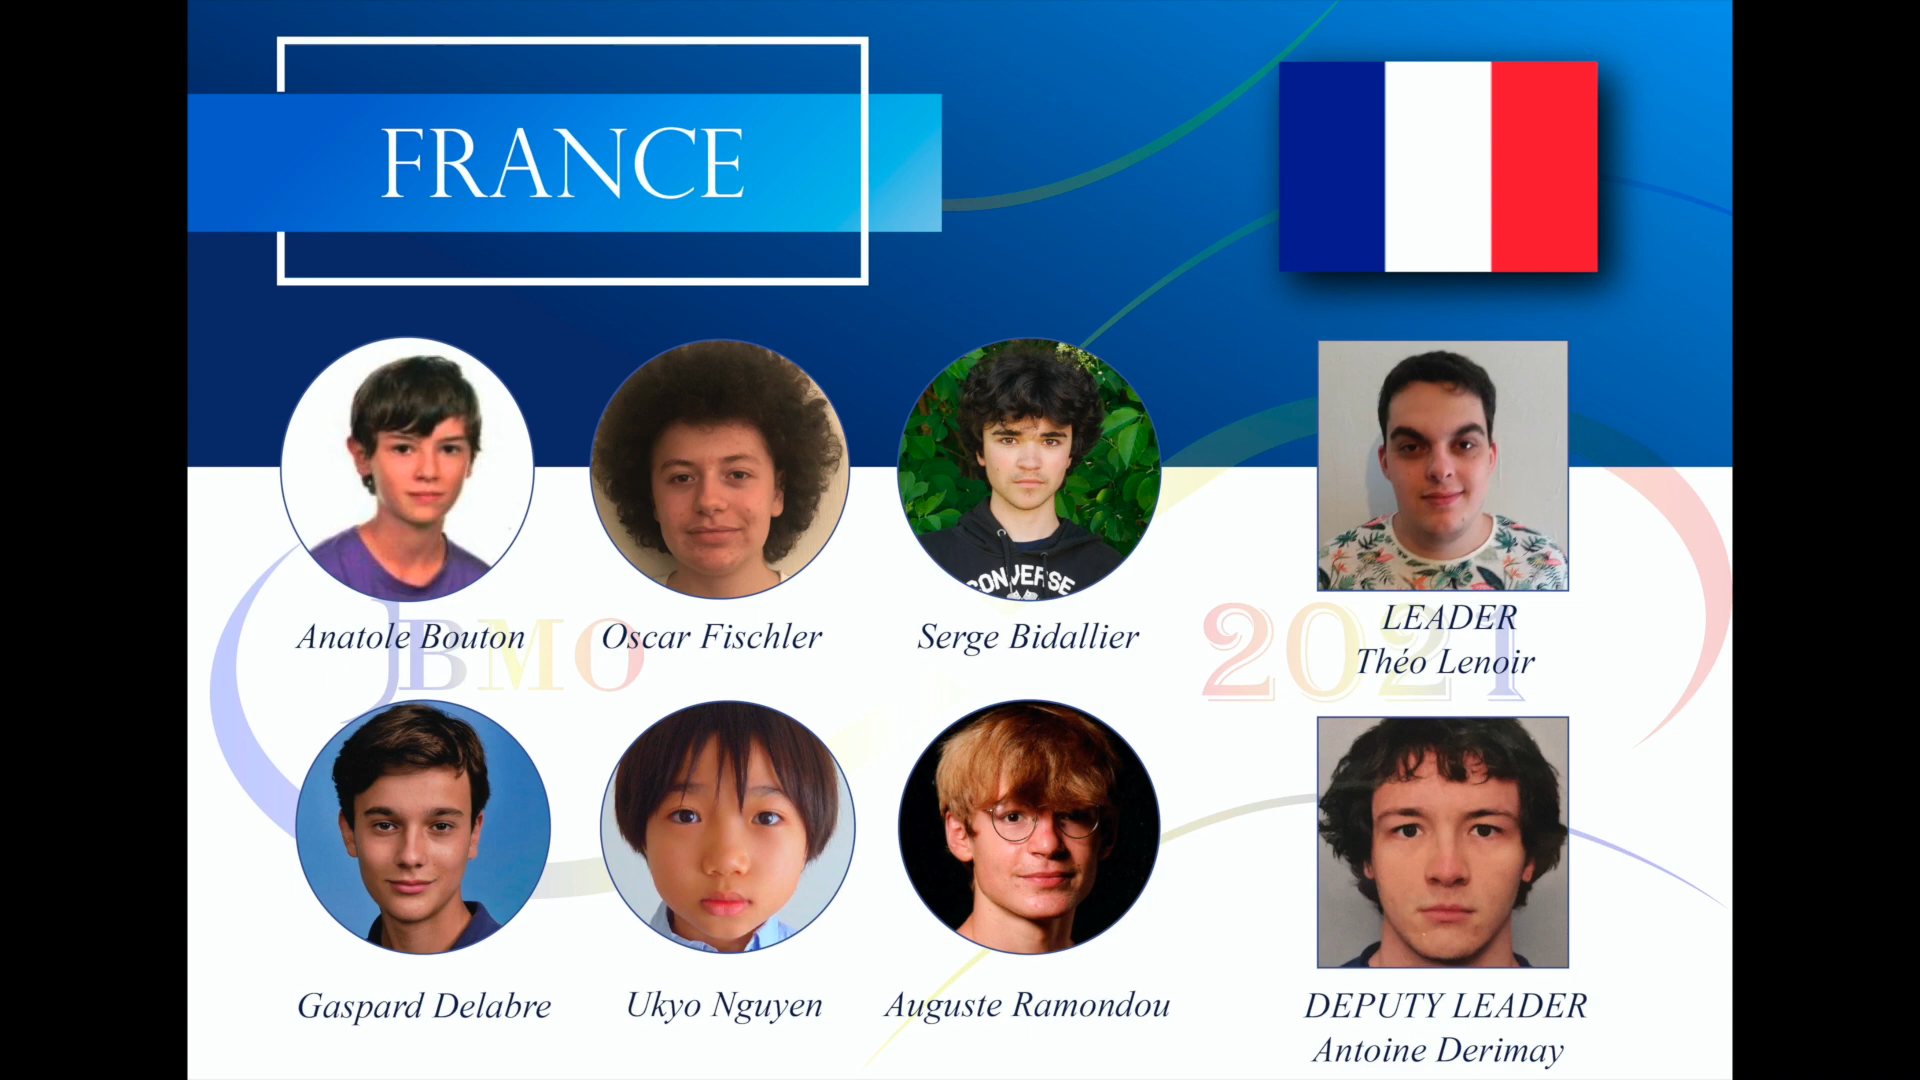 FRANCE
CONVERSE
Anatole Bouton
Oscar Fischler
Serge Bidallier
LEADER
Théo Lenoir
JBMO
2021
Gaspard Delabre
Ukyo Nguyen
Auguste Ramondou
DEPUTY LEADER
Antoine Derimay